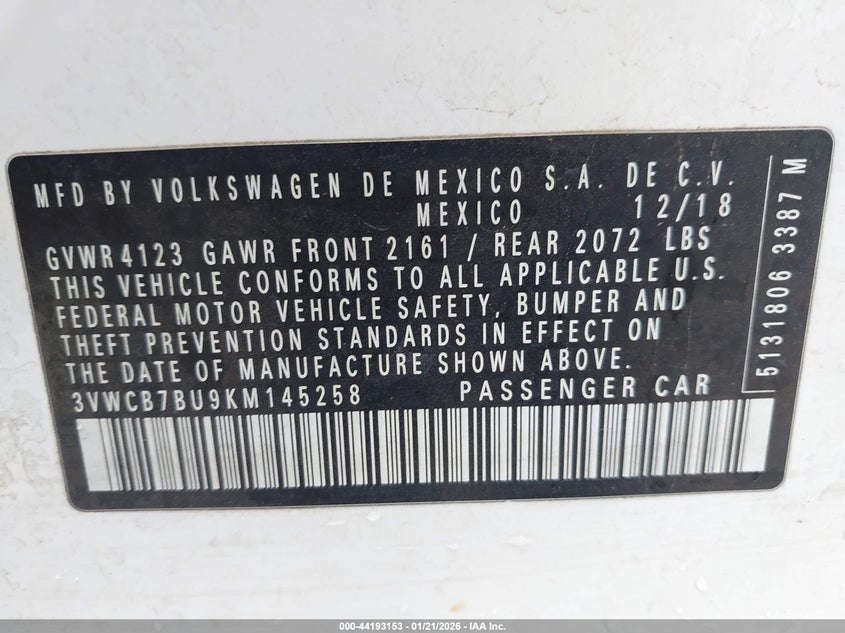 MFD BY VOLKSWAGEN DE MEXICO S.A. DE C.V.
MEXICO 12/18
GVWR 4123 GAWR FRONT 2161 / REAR 2072 LBS
THIS VEHICLE CONFORMS TO ALL APPLICABLE U.S.
FEDERAL MOTOR VEHICLE SAFETY, BUMPER AND
THEFT PREVENTION STANDARDS IN EFFECT ON
THE DATE OF MANUFACTURE SHOWN ABOVE.
3VWCB7BU9KM145258 PASSENGER CAR
5131806 3387 M
000-44193153 - 01/21/2026 - IAA Inc.